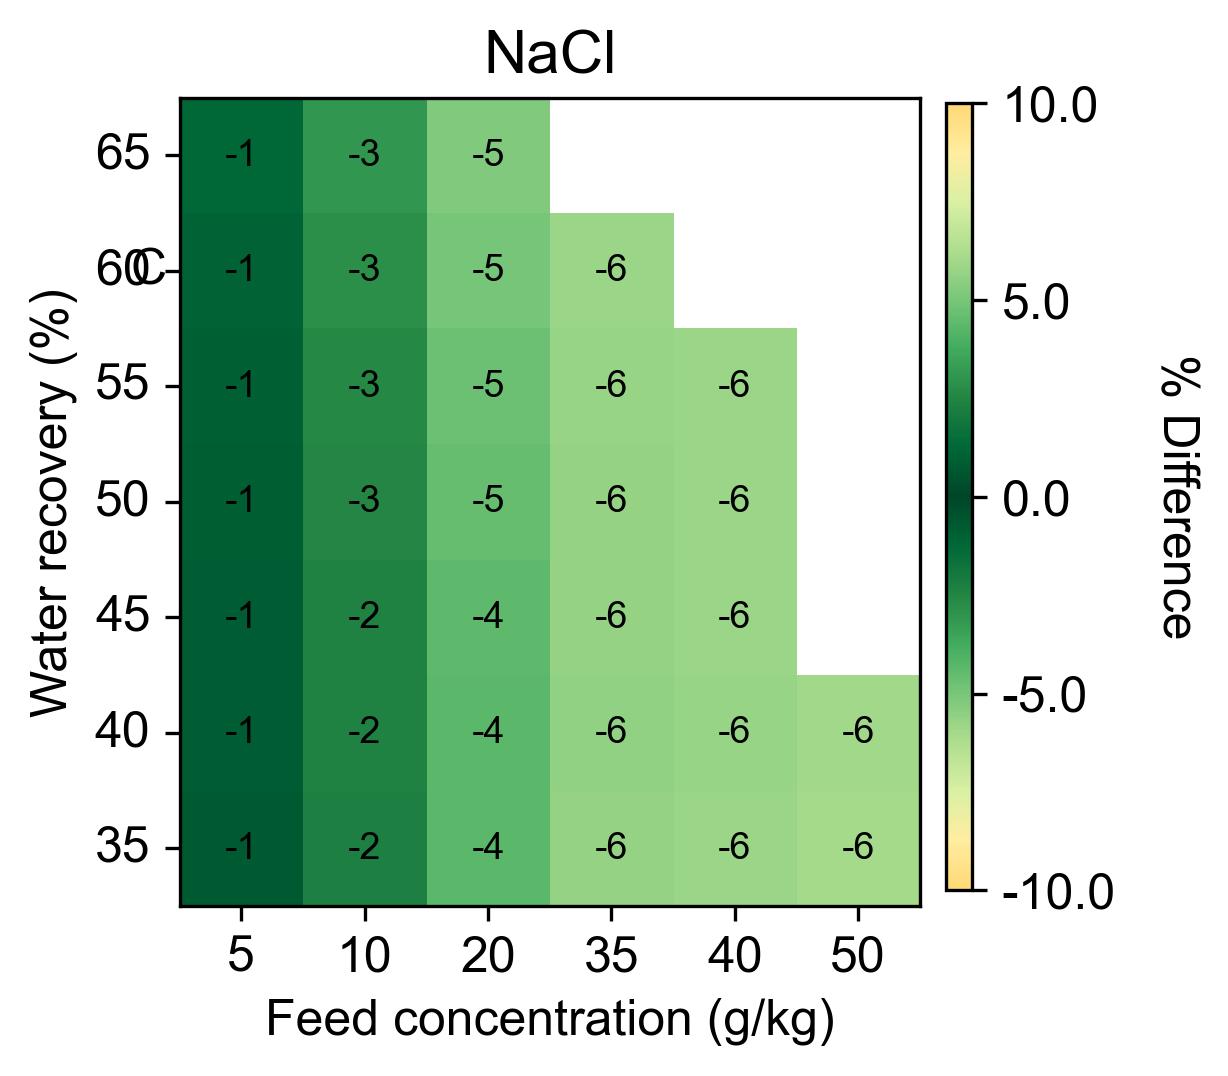 NaCl
65 -1 -3 -5
60 C -1 -3 -5 -6
55 -1 -3 -5 -6 -6
50 -1 -3 -5 -6 -6
45 -1 -2 -4 -6 -6
40 -1 -2 -4 -6 -6 -6
35 -1 -2 -4 -6 -6 -6
5 10 20 35 40 50
Feed concentration (g/kg)
Water recovery (%)
10.0
5.0
0.0
-5.0
-10.0
% Difference